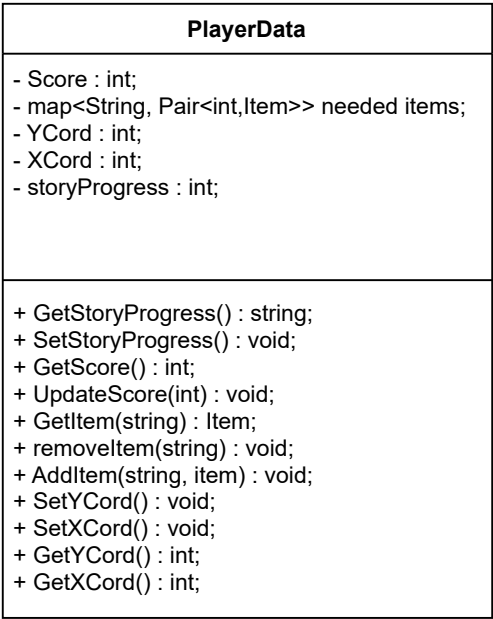 PlayerData
- Score : int;
- map<String, Pair<int,Item>> needed items;
- YCord : int;
- XCord : int;
- storyProgress : int;
+ GetStoryProgress() : string;
+ SetStoryProgress() : void;
+ GetScore() : int;
+ UpdateScore(int) : void;
+ GetItem(string) : Item;
+ removeItem(string) : void;
+ AddItem(string, item) : void;
+ SetYCord() : void;
+ SetXCord() : void;
+ GetYCord() : int;
+ GetXCord() : int;